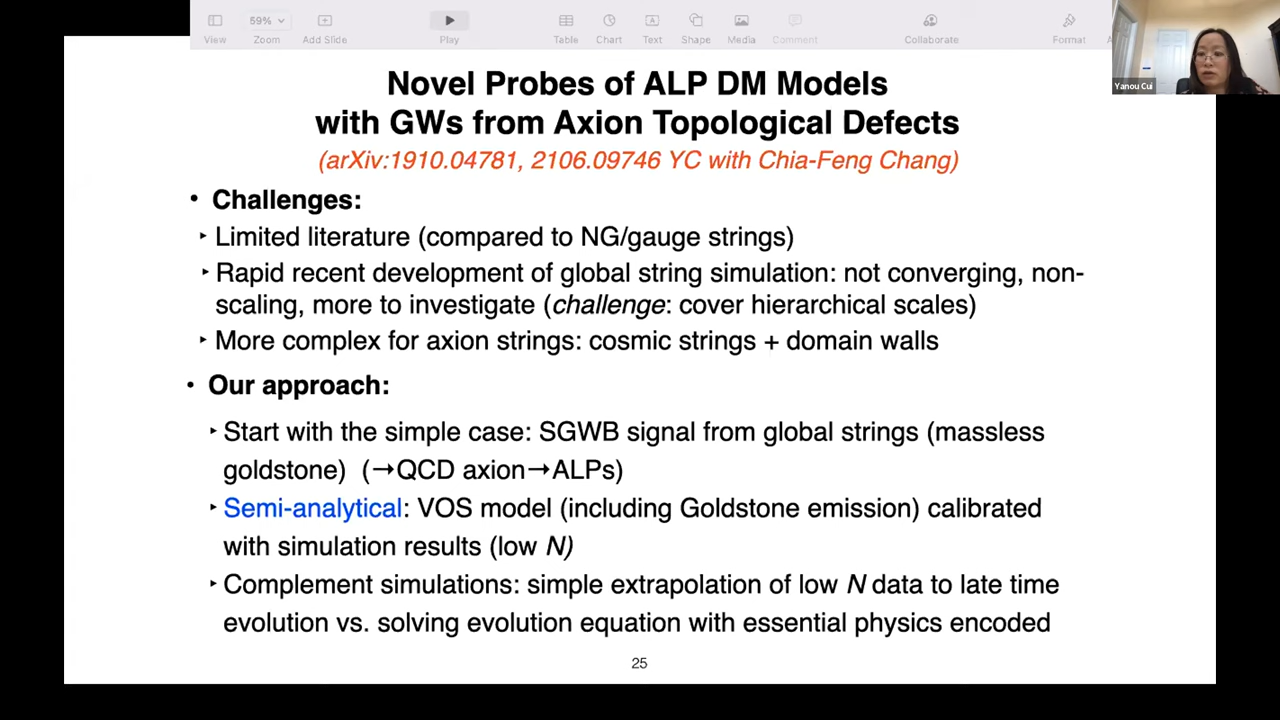 59%
View
Zoom
Add Slide
Play
Table
Chart
Text
Shape
Media
Comment
Collaborate
Format
Yanou Cui
Novel Probes of ALP DM Models
with GWs from Axion Topological Defects
(arXiv:1910.04781, 2106.09746 YC with Chia-Feng Chang)
• Challenges:
‣ Limited literature (compared to NG/gauge strings)
‣ Rapid recent development of global string simulation: not converging, non-
scaling, more to investigate (challenge: cover hierarchical scales)
‣ More complex for axion strings: cosmic strings + domain walls
• Our approach:
‣ Start with the simple case: SGWB signal from global strings (massless
goldstone) (→QCD axion→ALPs)
‣ Semi-analytical: VOS model (including Goldstone emission) calibrated
with simulation results (low N)
‣ Complement simulations: simple extrapolation of low N data to late time
evolution vs. solving evolution equation with essential physics encoded
25